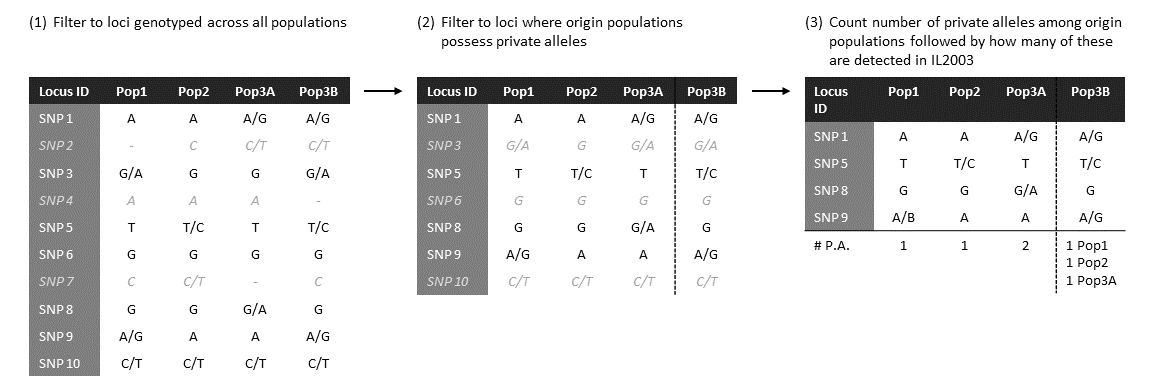 (1) Filter to loci genotyped across all populations
Locus ID Pop1 Pop2 Pop3A Pop3B
SNP 1 A A A/G A/G
SNP 2 - C C/T C/T
SNP 3 G/A G G G/A
SNP 4 A A A -
SNP 5 T T/C T T/C
SNP 6 G G G G
SNP 7 C C/T - C
SNP 8 G G G/A G
SNP 9 A/G A A A/G
SNP 10 C/T C/T C/T C/T
(2) Filter to loci where origin populations
possess private alleles
Locus ID Pop1 Pop2 Pop3A Pop3B
SNP 1 A A A/G A/G
SNP 3 G/A G G/A G/A
SNP 5 T T/C T T/C
SNP 6 G G G G
SNP 8 G G G/A G
SNP 9 A/G A A A/G
SNP 10 C/T C/T C/T C/T
(3) Count number of private alleles among origin
populations followed by how many of these
are detected in IL2003
Locus Pop1 Pop2 Pop3A Pop3B
ID
SNP 1 A A A/G A/G
SNP 5 T T/C T T/C
SNP 8 G G G/A G
SNP 9 A/B A A A/G
# P.A. 1 1 2 1 Pop1
1 Pop2
1 Pop3A